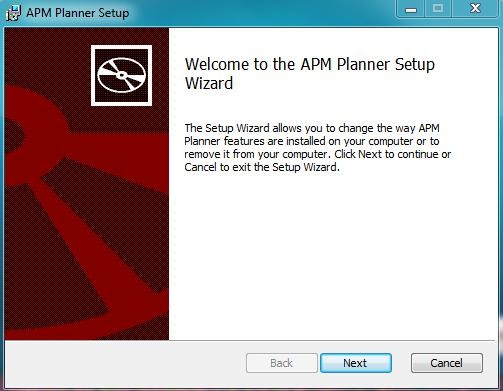 APM Planner Setup
Welcome to the APM Planner Setup
Wizard
The Setup Wizard allows you to change the way APM
Planner features are installed on your computer or to
remove it from your computer. Click Next to continue or
Cancel to exit the Setup Wizard.
Back Next Cancel